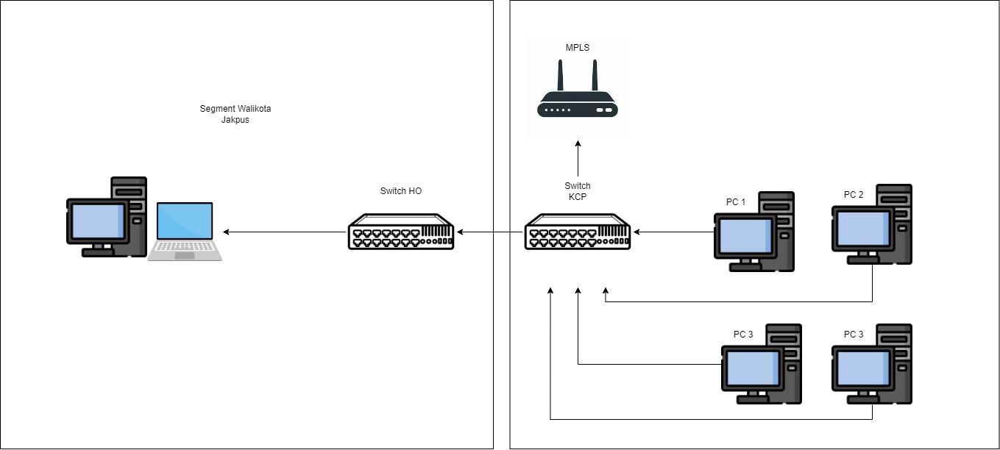 MPLS
Segment Walikota
Jakpus
Switch HO
Switch
KCP
PC 1
PC 2
PC 3
PC 3